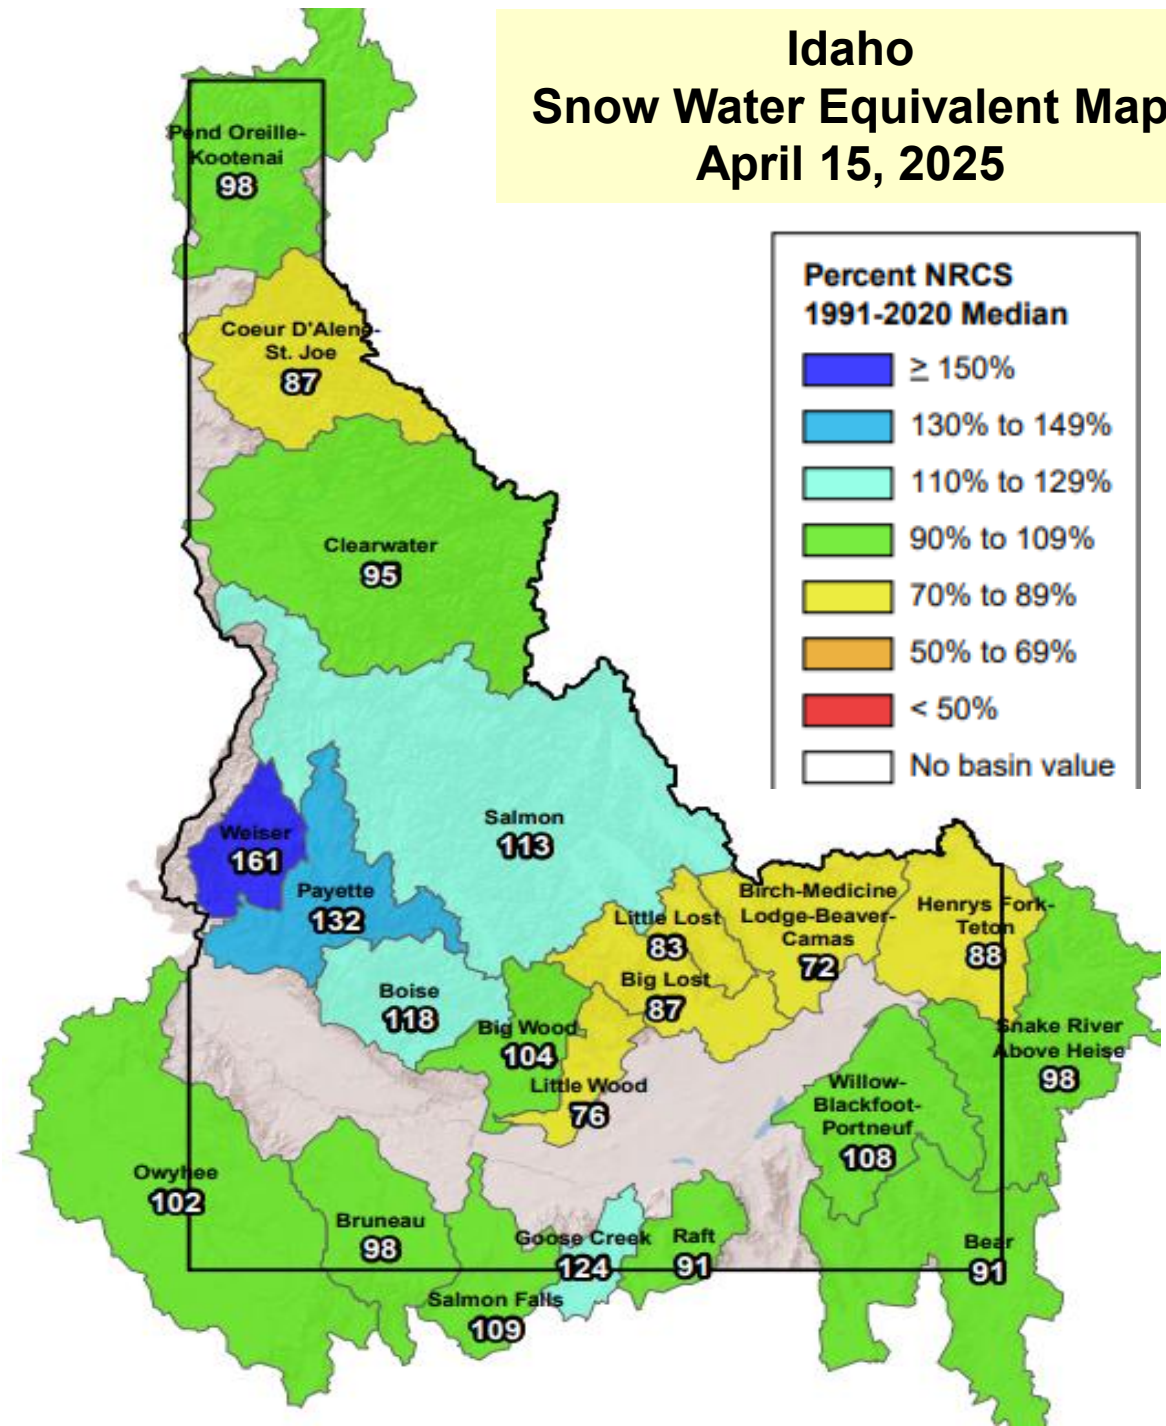 Idaho
Snow Water Equivalent Map
April 15, 2025
Percent NRCS
1991-2020 Median
≥ 150%
130% to 149%
110% to 129%
90% to 109%
70% to 89%
50% to 69%
< 50%
No basin value
Pend Oreille-
Kootenai
98
Coeur D'Alene-
St. Joe
87
Clearwater
95
Salmon
113
Weiser
161
Payette
132
Boise
118
Big Wood
104
Little Wood
76
Little Lost
83
Big Lost
87
Birch-Medicine
Lodge-Beaver-
Camas
72
Henrys Fork-
Teton
88
Snake River
Above Heise
98
Willow-
Blackfoot-
Portneuf
108
Owyhee
102
Bruneau
98
Salmon Falls
109
Goose Creek
124
Raft
91
Bear
91